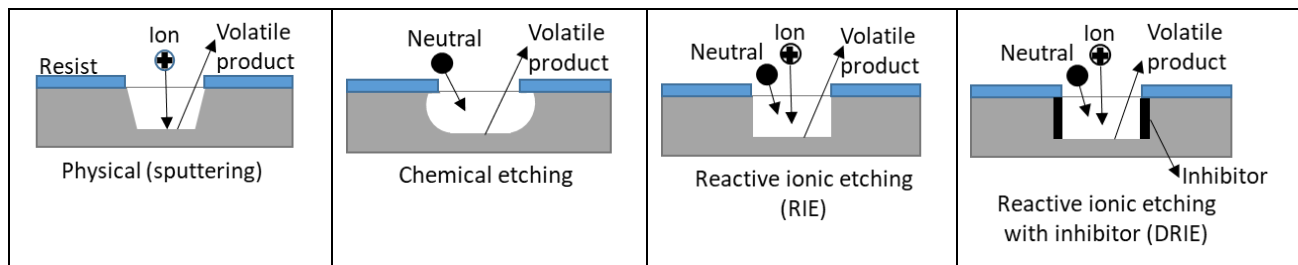 Ion
Volatile
product
Resist
Physical (sputtering)
Neutral
Volatile
product
Chemical etching
Ion
Neutral
Volatile
product
Reactive ionic etching
(RIE)
Ion
Neutral
Volatile
product
Inhibitor
Reactive ionic etching
with inhibitor (DRIE)